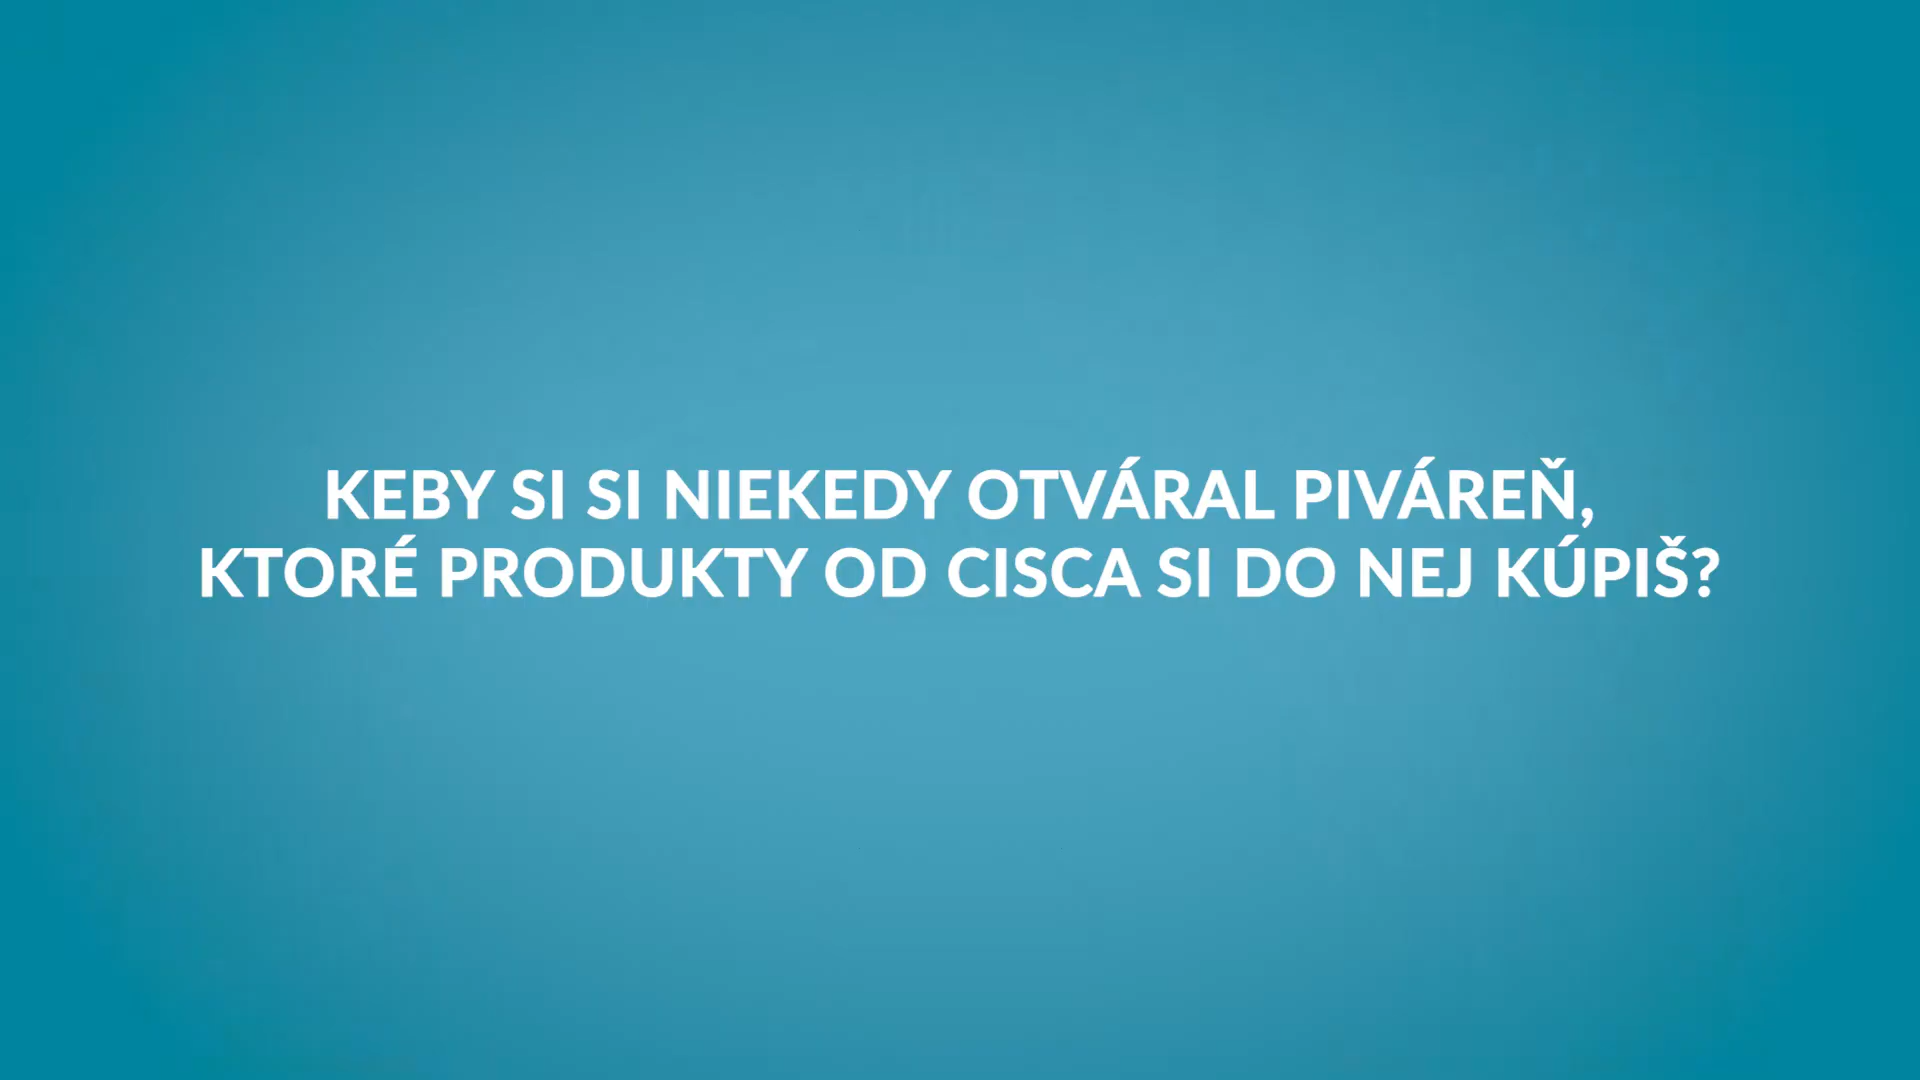 KEBY SI SI NIEKEDY OTVÁRAL PIVÁREŇ,
KTORÉ PRODUKTY OD CISCA SI DO NEJ KÚPIŠ?